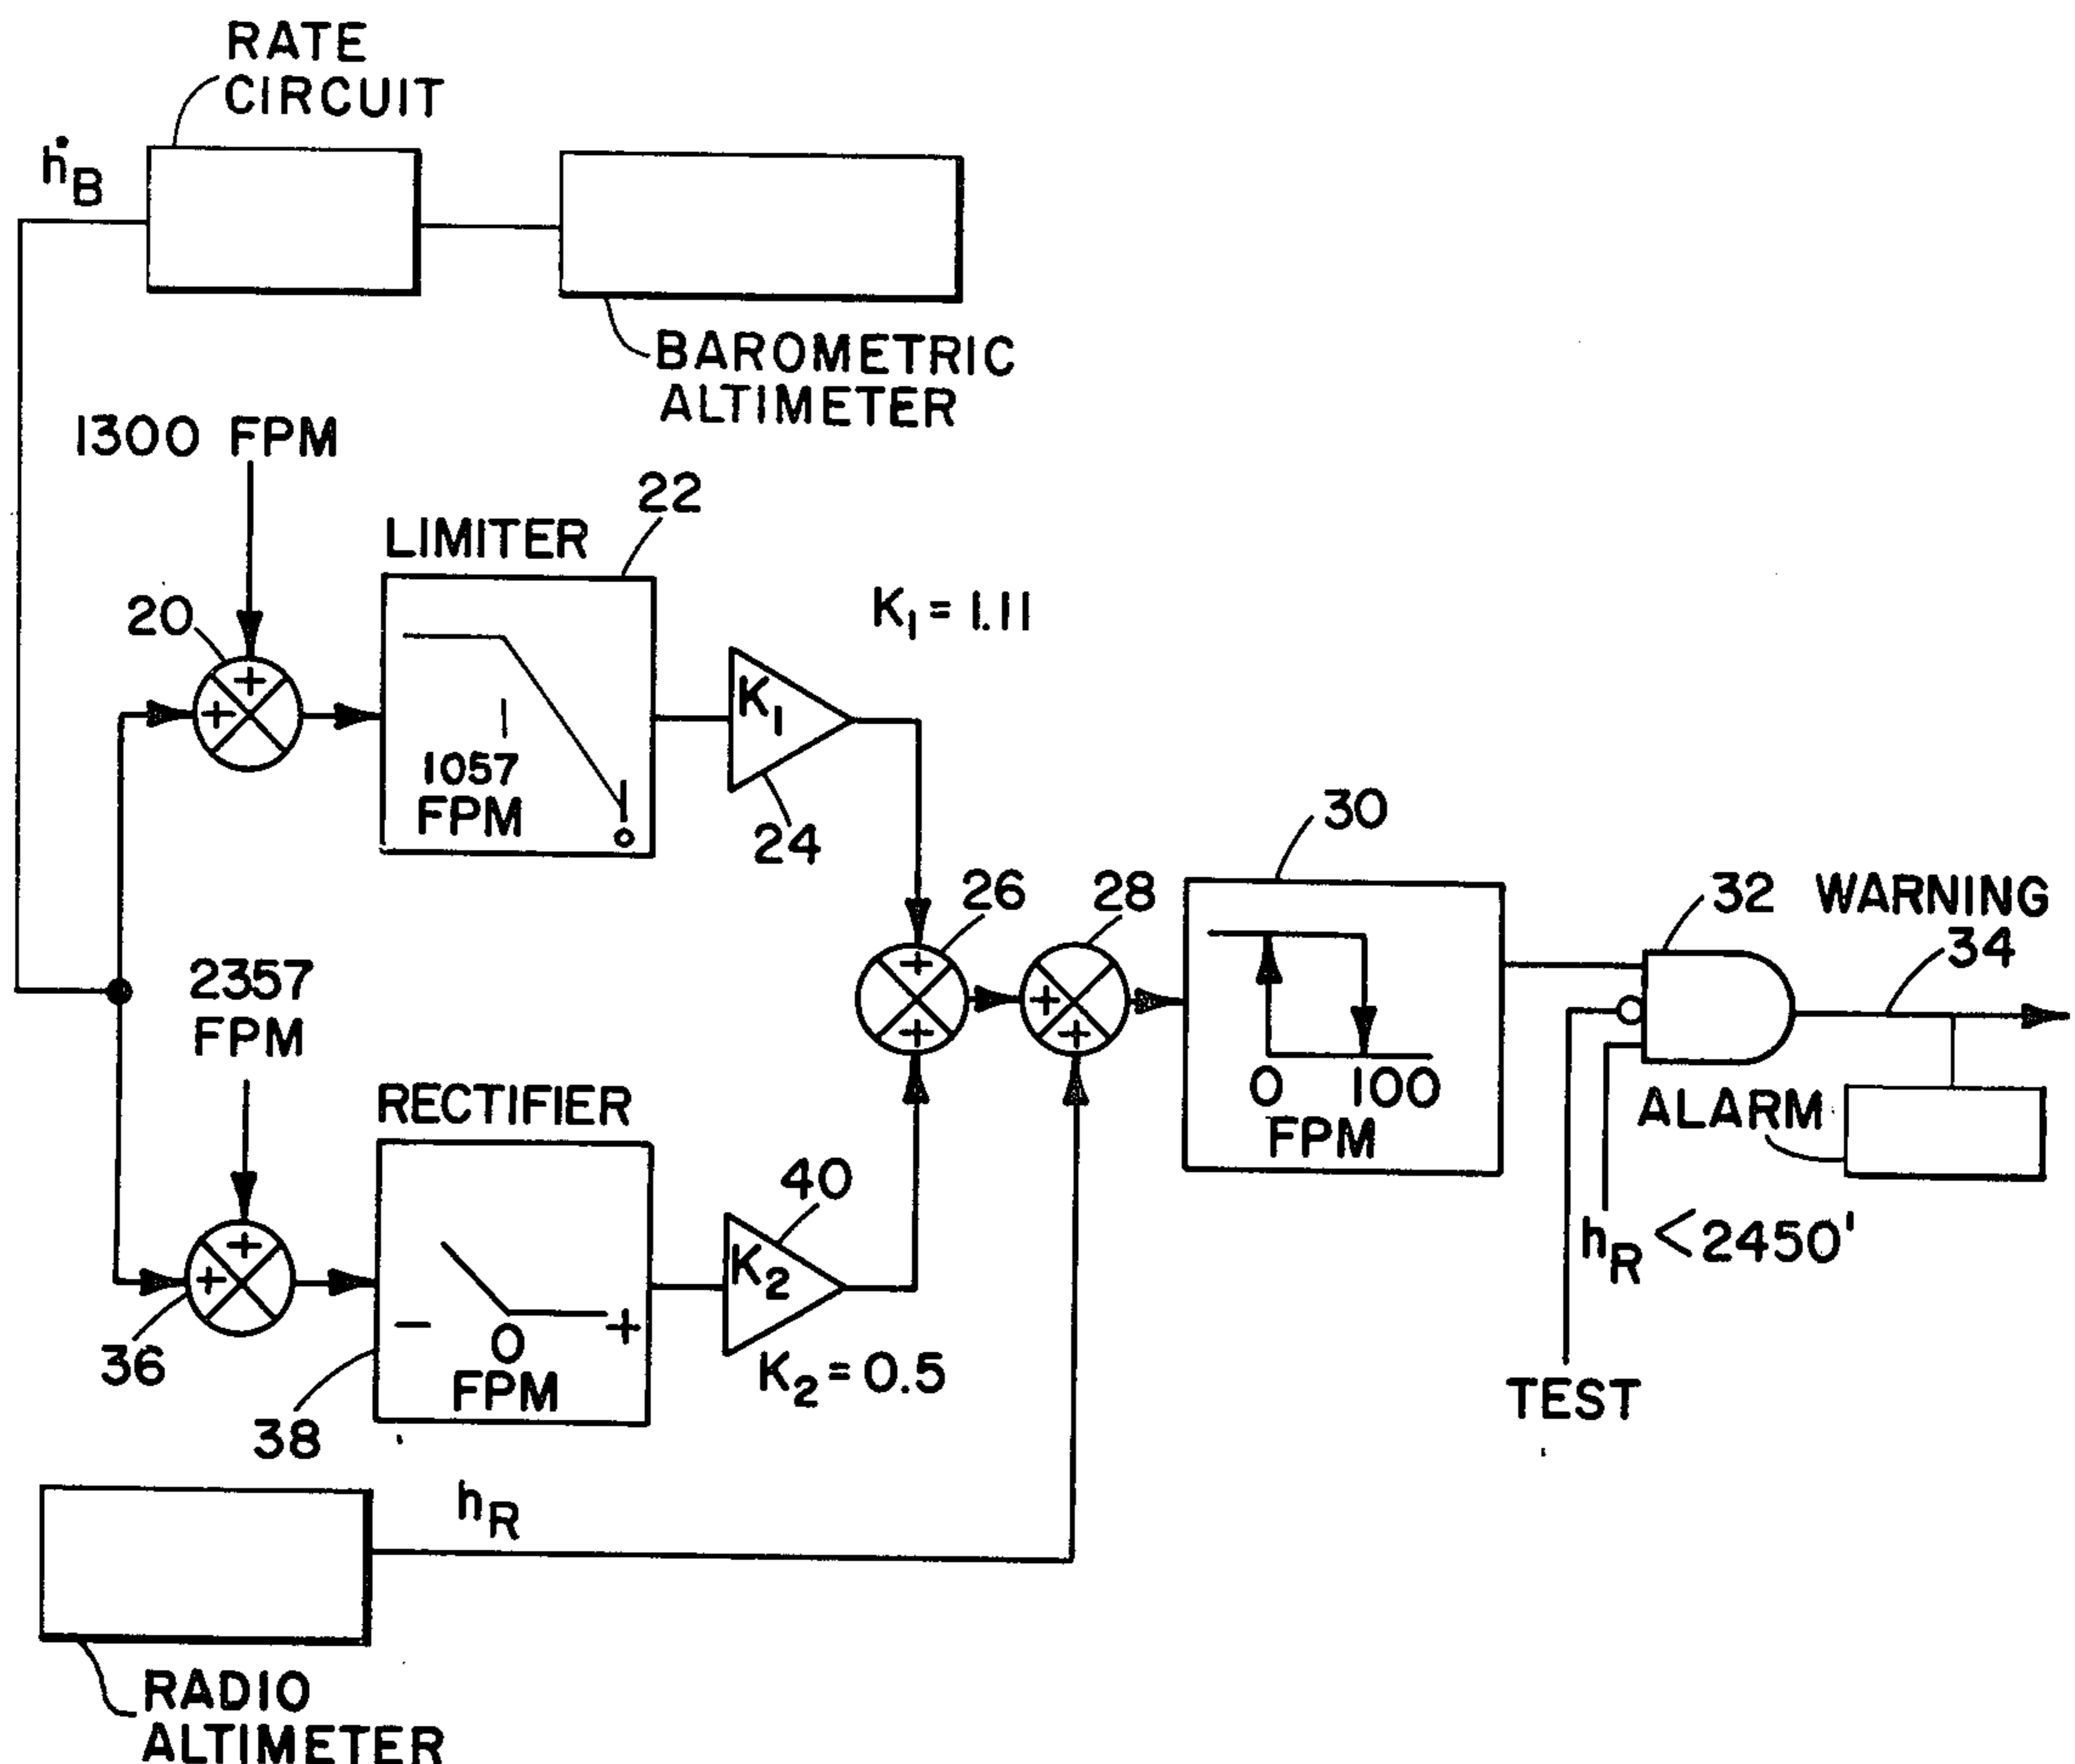 RATE
CIRCUIT
ḣB
BAROMETRIC
ALTIMETER
1300 FPM
22
LIMITER
20
K1 = 1.11
K1
1057
FPM
0
24
30
26
28
32 WARNING
34
2357
FPM
0 100
FPM
RECTIFIER
ALARM
40
K2
- 0 +
FPM
K2 = 0.5
36
38
hR < 2450'
TEST
hR
RADIO
ALTIMETER